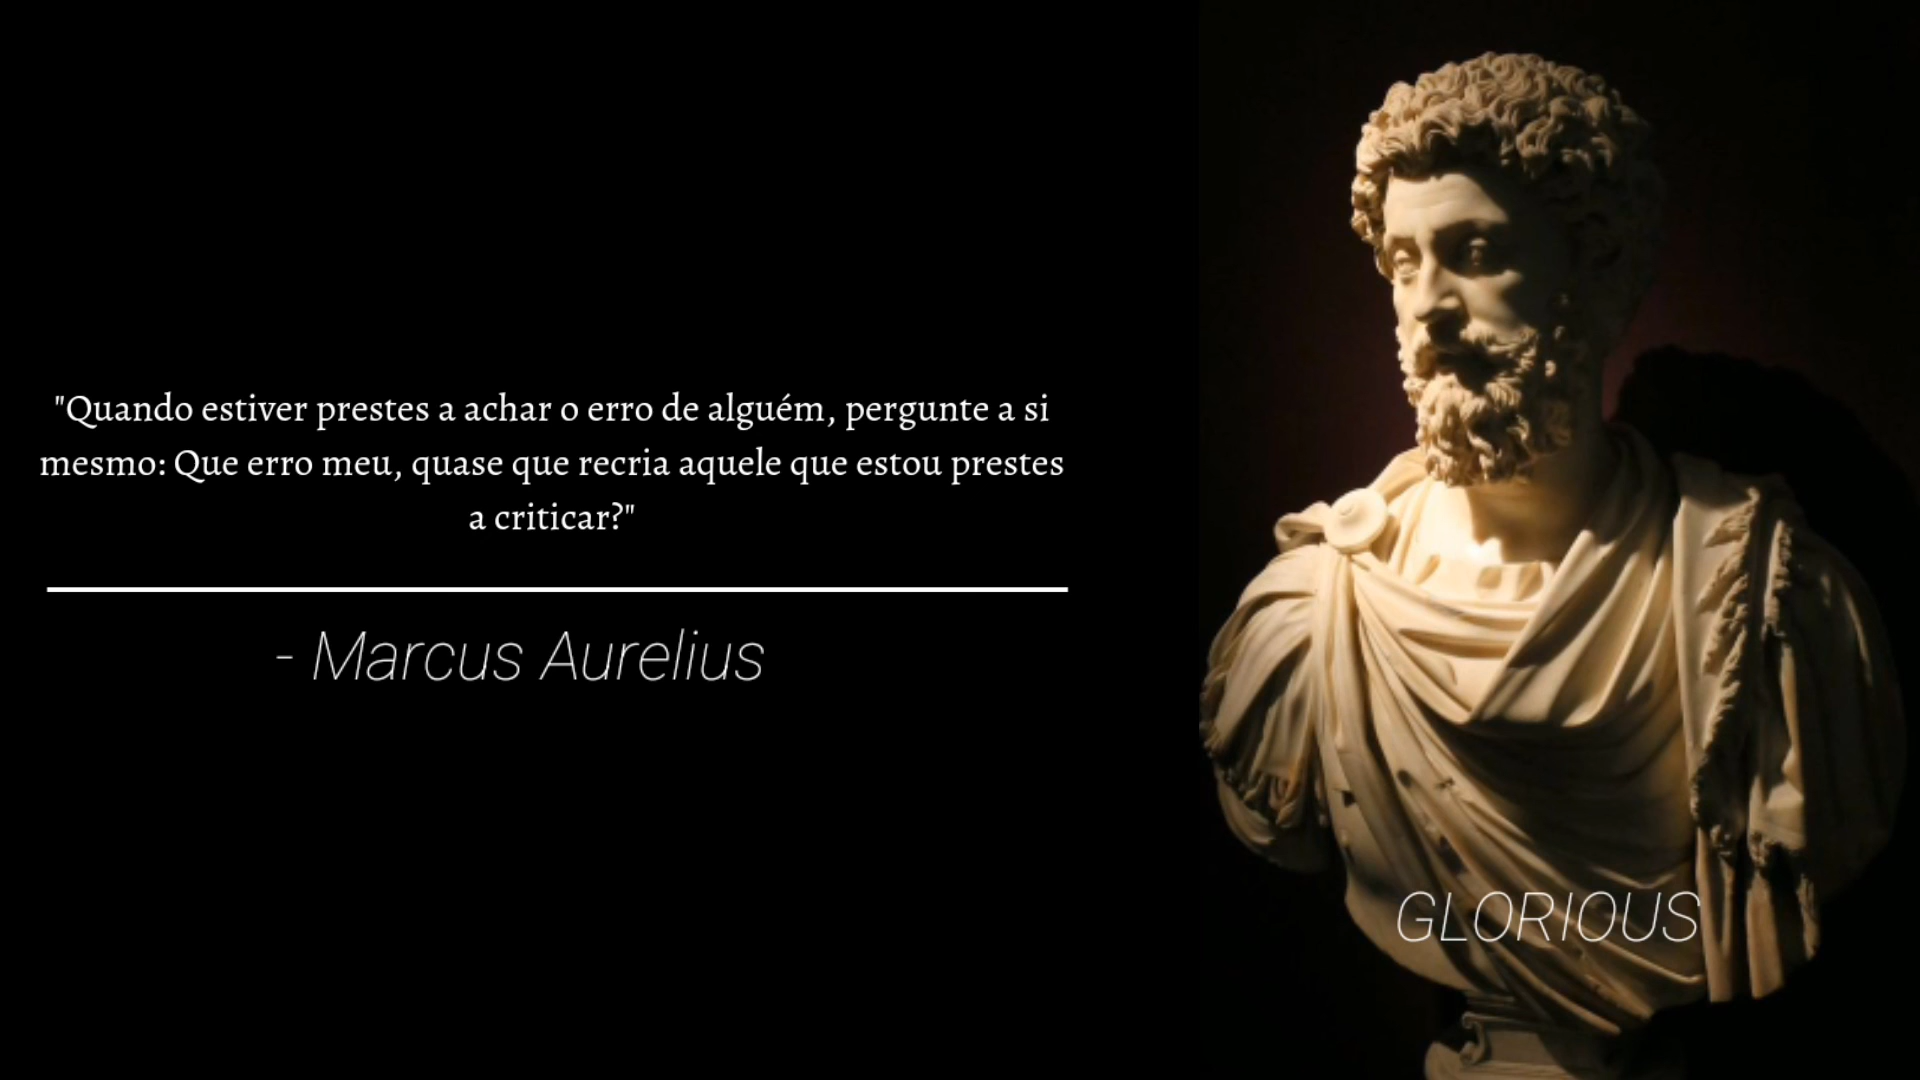 "Quando estiver prestes a achar o erro de alguém, pergunte a si
mesmo: Que erro meu, quase que recria aquele que estou prestes
a criticar?"
- Marcus Aurelius
GLORIOUS